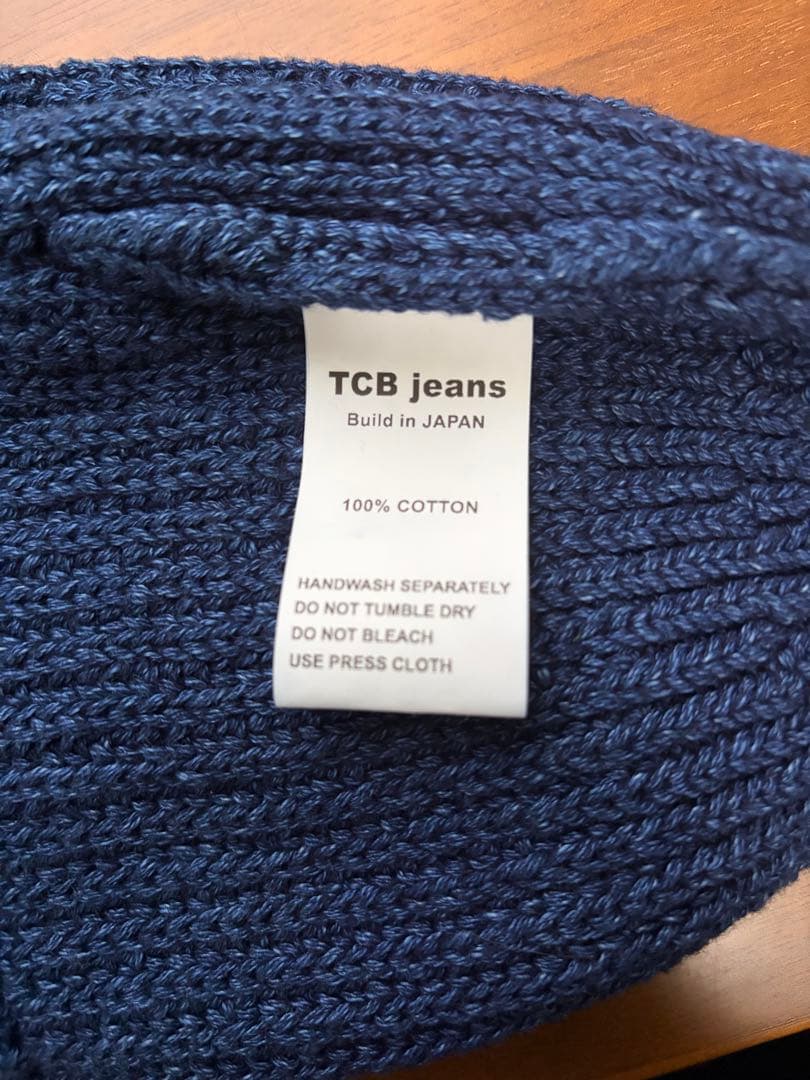 TCB jeans
Build in JAPAN
100% COTTON
HANDWASH SEPARATELY
DO NOT TUMBLE DRY
DO NOT BLEACH
USE PRESS CLOTH